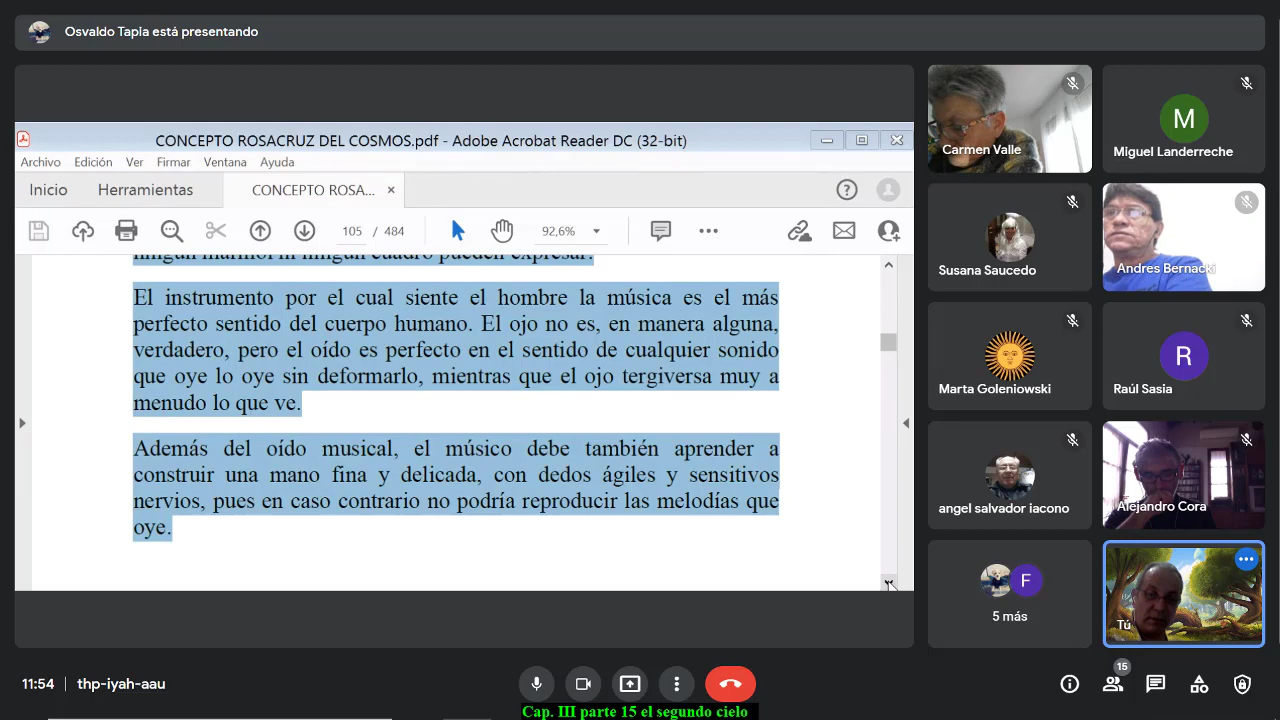 Osvaldo Tapia está presentando
CONCEPTO ROSACRUZ DEL COSMOS.pdf - Adobe Acrobat Reader DC (32-bit)
Archivo Edición Ver Firmar Ventana Ayuda
Inicio Herramientas CONCEPTO ROSA... ×
105 / 484 92,6%
ningún mármol ni ningún cuadro pueden expresar.
El instrumento por el cual siente el hombre la música es el más
perfecto sentido del cuerpo humano. El ojo no es, en manera alguna,
verdadero, pero el oído es perfecto en el sentido de cualquier sonido
que oye lo oye sin deformarlo, mientras que el ojo tergiversa muy a
menudo lo que ve.
Además del oído musical, el músico debe también aprender a
construir una mano fina y delicada, con dedos ágiles y sensitivos
nervios, pues en caso contrario no podría reproducir las melodías que
oye.
Carmen Valle
M
Miguel Landerreche
Susana Saucedo
Andres Bernacki
Marta Goleniowski
R
Raúl Sasia
angel salvador iacono
Alejandro Cora
F
5 más
Tú
11:54 | thp-iyah-aau
15
Cap. III parte 15 el segundo cielo